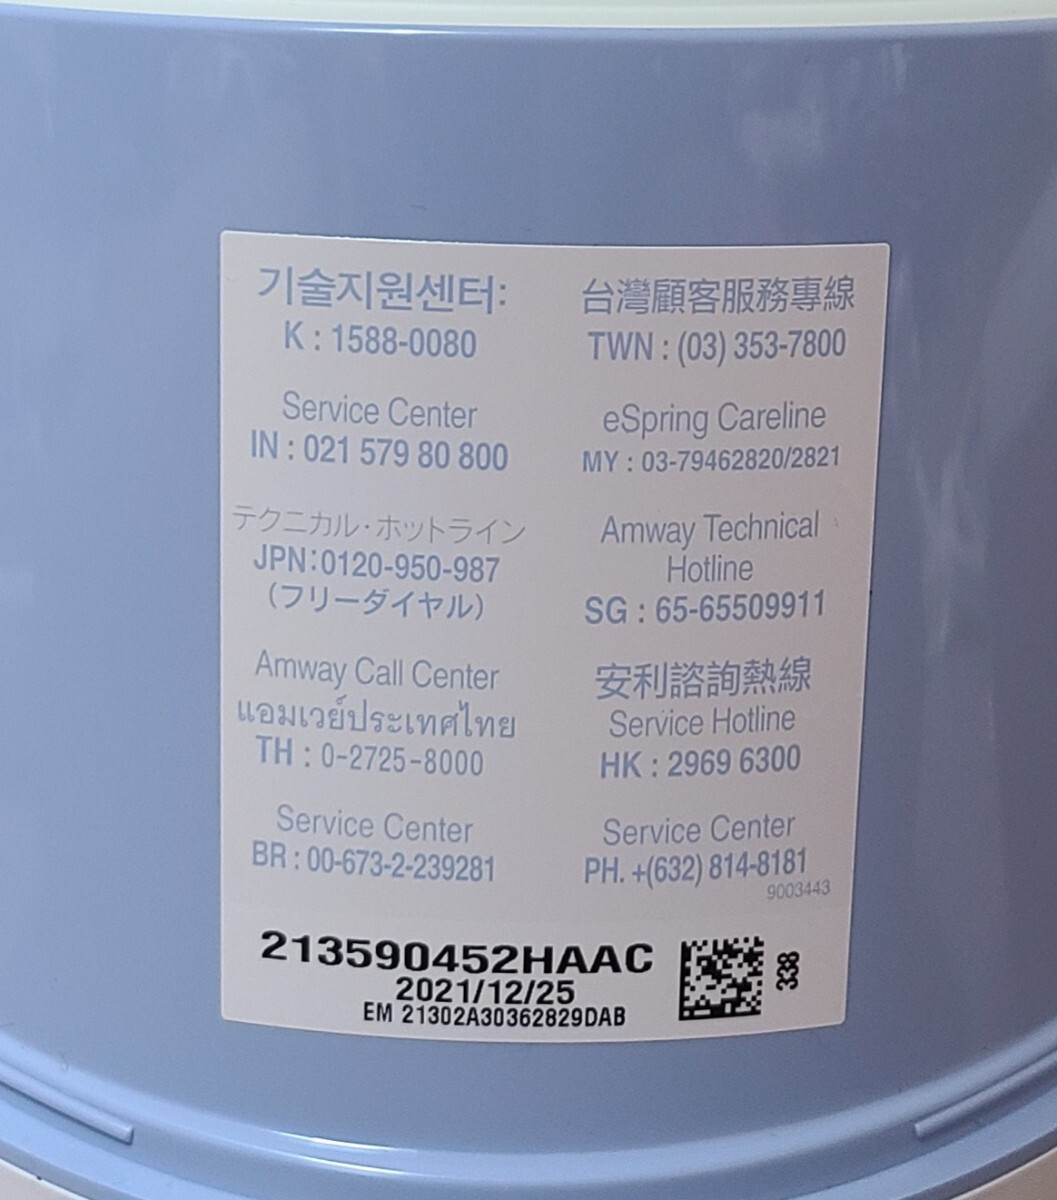 기술지원센터:
K : 1588-0080
台灣顧客服務專線
TWN : (03) 353-7800
Service Center
IN : 021 579 80 800
eSpring Careline
MY : 03-79462820/2821
テクニカル・ホットライン
JPN:0120-950-987
(フリーダイヤル)
Amway Technical
Hotline
SG : 65-65509911
Amway Call Center
แอมเวย์ประเทศไทย
TH : 0-2725-8000
安利諮詢熱線
Service Hotline
HK : 2969 6300
Service Center
BR : 00-673-2-239281
Service Center
PH. +(632) 814-8181
9003443
213590452HAAC
2021/12/25
EM 21302A30362829DAB
338